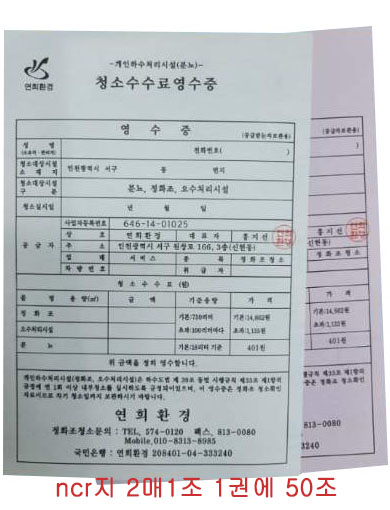 -개인하수처리시설(분뇨)-
연희환경
청소수수료영수증
영 수 증
(공급받는자보관용)
성 명
전화번호( )
청소대상시설 소재지
인천광역시 서구 동 번지
청소대상시설 구분
분뇨, 정화조, 오수처리시설
청소실시일
년 월 일
공급자
사업자등록번호 646-14-01025
상 호 연희환경 대표자 홍지선
주 소 인천광역시 서구 원창로 166, 3층(신현동)
업 태 서비스 종 목 정화조청소
차량번호 취급자
청 소 수 수 료 (원)
품 명 총용량(㎥) 금 액 기준용량 가 격
정 화 조 기본:750리터 기본:14,662원
오수처리시설 초과:100리터마다 초과:1,125원
분 뇨 기본:18리터 기준 401원
위 금액을 정히 영수합니다.
개인하수처리시설(정화조, 오수처리시설)은 하수도법 제 39조 동법 시행규칙 제33조 제1항의
규정에 연 1회 이상 내부청소를 실시하도록 규정되어있으며, 이 영수증은 정화조 청소확인
자료이므로 차기 청소일까지 보관하시기 바랍니다.
연 희 환 경
정화조청소문의 : TEL, 574-0120 팩스, 813-0080
Mobile,010-8313-8985
국민은행 : 연희환경 208401-04-333240
ncr지 2매1조 1권에 50조